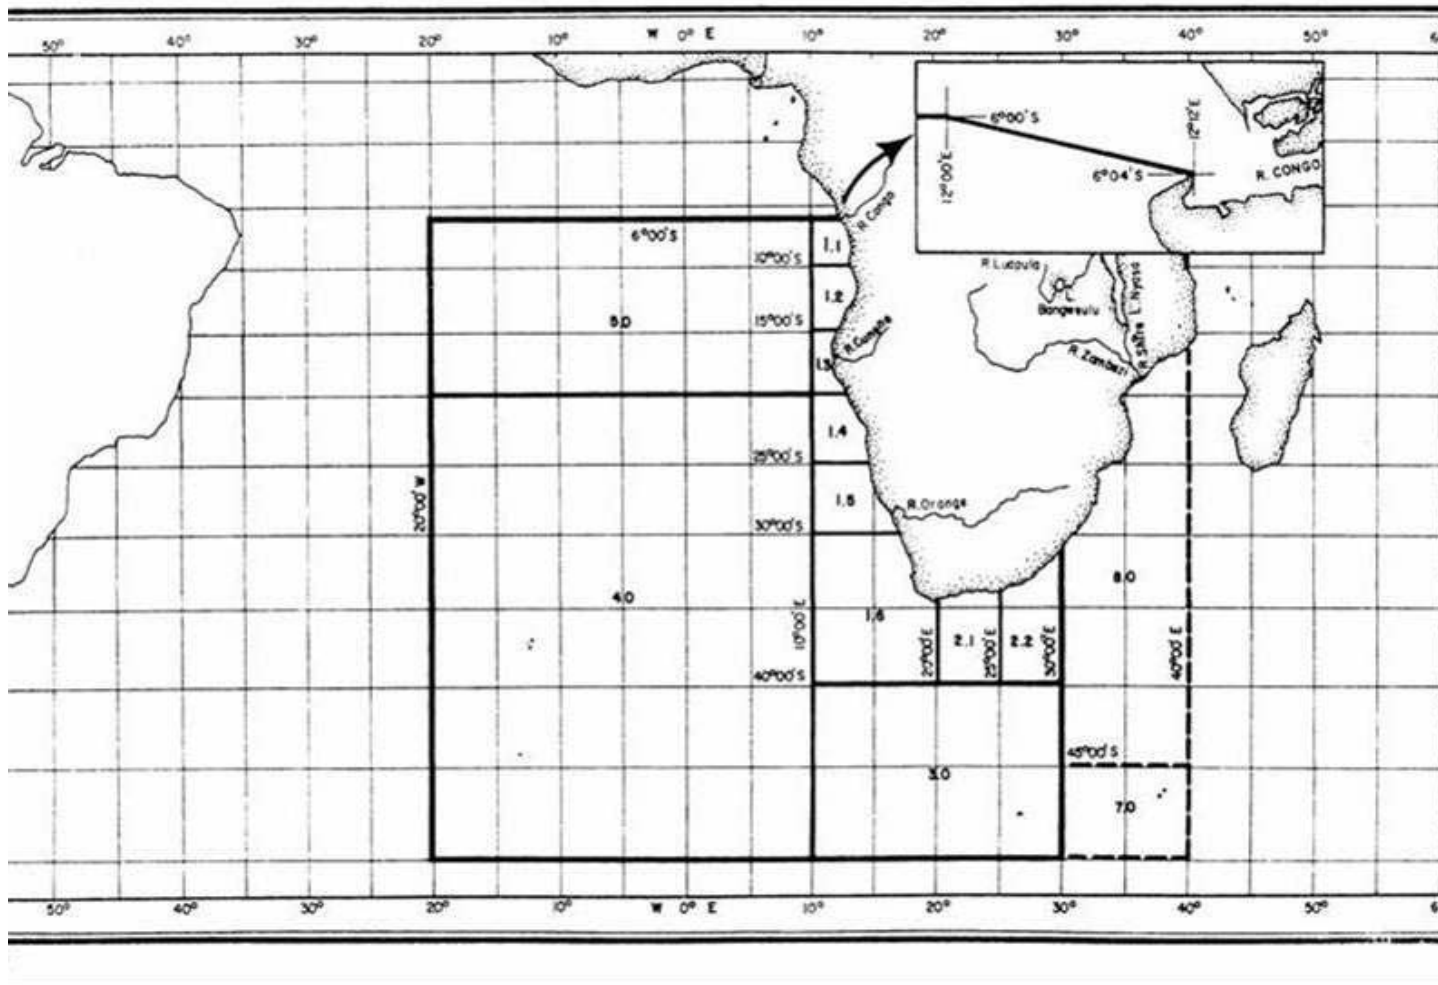 50° 40° 20° 10° W 0° E 10° 20° 30° 40° 50°
6°00'S
12°00'E
6°04'S
12°12'E
R. CONGO
R. Congo
6°00'S
1.1
10°00'S
R. Luapula
L. Nyasa
1.2
L. Bangweulu
5.0
15°00'S
R. Cunene
R. Shire
1.3
R. Zambezi
1.4
25°00'S
20°00'W
1.5
R. Orange
30°00'S
8.0
4.0
10°00'E
1.6
20°00'E
2.1
25°00'E
2.2
30°00'E
40°00'E
40°00'S
45°00'S
3.0
7.0
50° 40° 30° 20° 10° W 0° E 10° 20° 30° 40° 50°